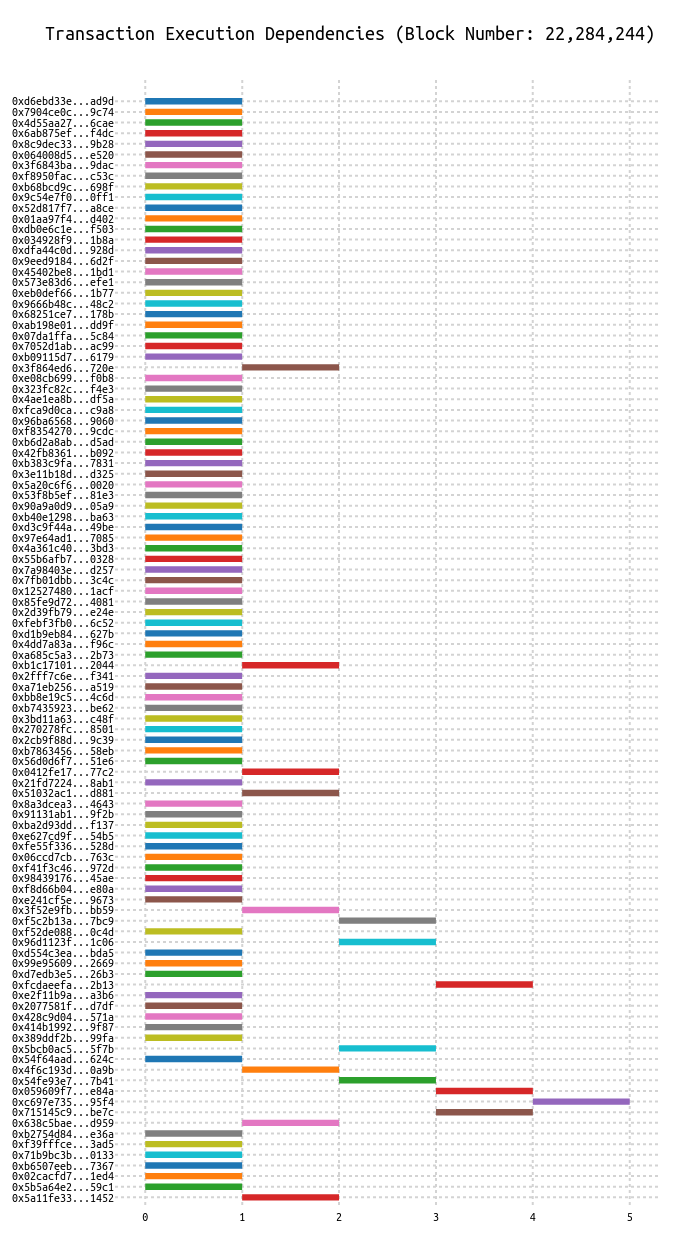 Transaction Execution Dependencies (Block Number: 22,284,244)
0xd6ebd33e...ad9d
0x7904ce0c...9c74
0x4d55aa27...6cae
0x6ab875ef...f4dc
0x8c9dec33...9b28
0x064008d5...e520
0x3f6843ba...9dac
0xf8950fac...c53c
0xb68bcd9c...698f
0x9c54e7f0...0ff1
0x52d817f7...a8ce
0x01aa97f4...d402
0xdb0e6c1e...f503
0x034928f9...1b8a
0xdfa44c0d...928d
0x9eed9184...6d2f
0x45402be8...1bd1
0x573e83d6...efe1
0xeb0def66...1b77
0x9666b48c...48c2
0x68251ce7...178b
0xab198e01...dd9f
0x07da1ffa...5c84
0x7052d1ab...ac99
0xb09115d7...6179
0x3f864ed6...720e
0xe08cb699...f0b8
0x323fc82c...f4e3
0x4ae1ea8b...df5a
0xfca9d0ca...c9a8
0x96ba6568...9060
0xf8354270...9cdc
0xb6d2a8ab...d5ad
0x42fb8361...b092
0xb383c9fa...7831
0x3e11b18d...d325
0x5a20c6f6...0020
0x53f8b5ef...81e3
0x90a9a0d9...05a9
0xb40e1298...ba63
0xd3c9f44a...49be
0x97e64ad1...7085
0x4a361c40...3bd3
0x55b6afb7...0328
0x7a98403e...d257
0x7fb01dbb...3c4c
0x12527480...1acf
0x85fe9d72...4081
0x2d39fb79...e24e
0xfebf3fb0...6c52
0xd1b9eb84...627b
0x4dd7a83a...f96c
0xa685c5a3...2b73
0xb1c17101...2044
0x2fff7c6e...f341
0xa71eb256...a519
0xbb8e19c5...4c6d
0xb7435923...be62
0x3bd11a63...c48f
0x270278fc...8501
0x2cb9f88d...9c39
0xb7863456...58eb
0x56d0d6f7...51e6
0x0412fe17...77c2
0x21fd7224...8ab1
0x51032ac1...d881
0x8a3dcea3...4643
0x91131ab1...9f2b
0xba2d93dd...f137
0xe627cd9f...54b5
0xfe55f336...528d
0x06ccd7cb...763c
0xf41f3c46...972d
0x98439176...45ae
0xf8d66b04...e80a
0xe241cf5e...9673
0x3f52e9fb...bb59
0xf5c2b13a...7bc9
0xf52de088...0c4d
0x96d1123f...1c06
0xd554c3ea...bda5
0x99e95609...2669
0xd7edb3e5...26b3
0xfcdaeefa...2b13
0xe2f11b9a...a3b6
0x2077581f...d7df
0x428c9d04...571a
0x414b1992...9f87
0x389ddf2b...99fa
0x5bcb0ac5...5f7b
0x54f64aad...624c
0x4f6c193d...0a9b
0x54fe93e7...7b41
0x059609f7...e84a
0xc697e735...95f4
0x715145c9...be7c
0x638c5bae...d959
0xb2754d84...e36a
0xf39fffce...3ad5
0x71b9bc3b...0133
0xb6507eeb...7367
0x02cacfd7...1ed4
0x5b5a64e2...59c1
0x5a11fe33...1452
0 1 2 3 4 5